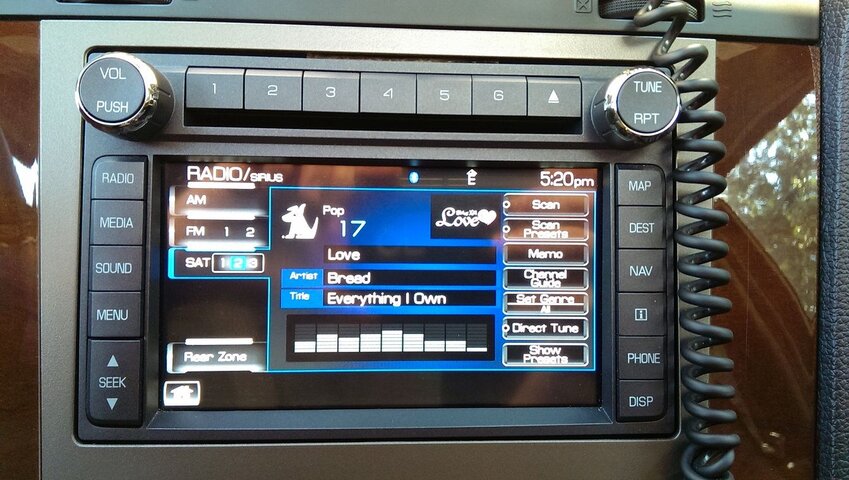 VOL
PUSH
1 2 3 4 5 6
TUNE
RPT
RADIO
MEDIA
SOUND
MENU
SEEK
RADIO/SIRIUS
E
5:20pm
AM
FM 1 2
SAT 1 2 3
Rear Zone
Pop
17
Love
Love
Artist Bread
Title Everything I Own
Scan
Scan
Presets
Memo
Channel
Guide
Set Genre
All
Direct Tune
Show
Presets
MAP
DEST
NAV
i
PHONE
DISP